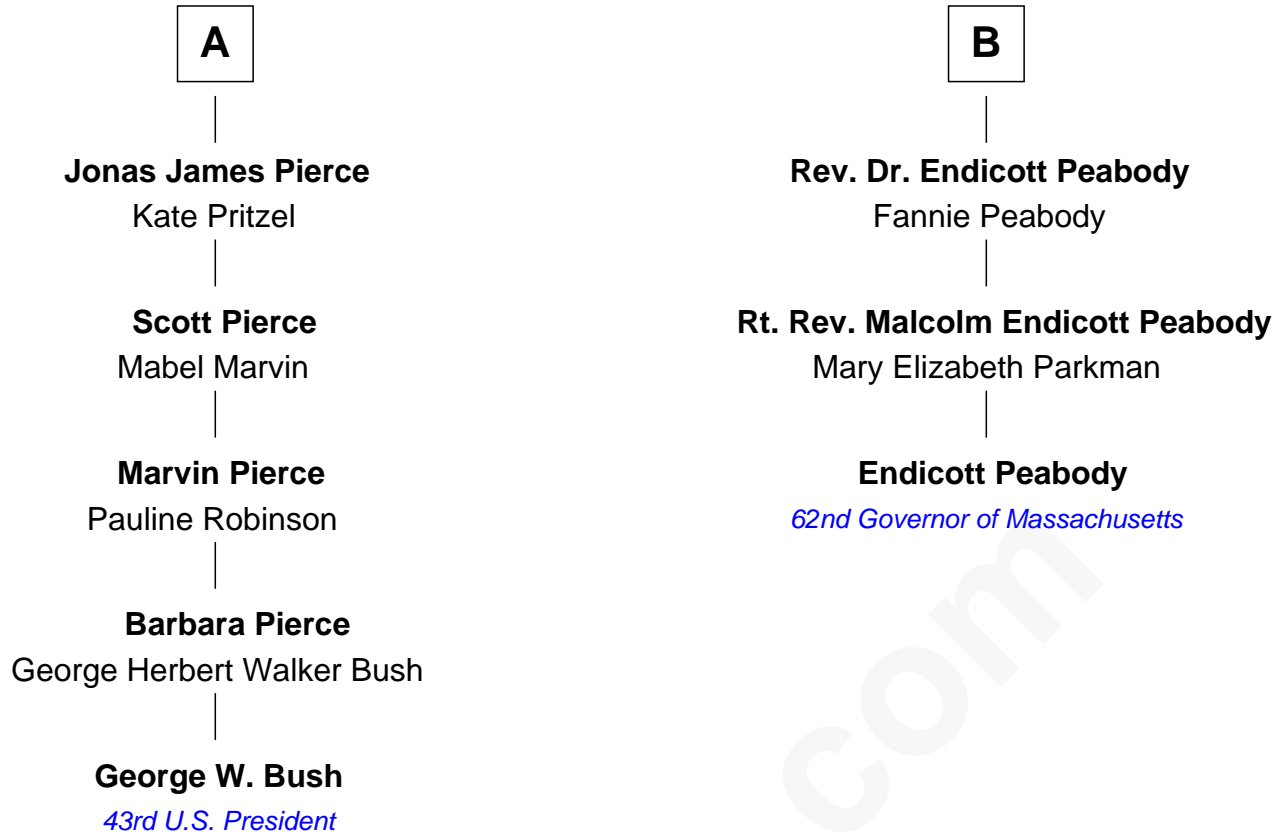 A
Jonas James Pierce
Kate Pritzel
Scott Pierce
Mabel Marvin
Marvin Pierce
Pauline Robinson
Barbara Pierce
George Herbert Walker Bush
George W. Bush
43rd U.S. President
B
Rev. Dr. Endicott Peabody
Fannie Peabody
Rt. Rev. Malcolm Endicott Peabody
Mary Elizabeth Parkman
Endicott Peabody
62nd Governor of Massachusetts
com